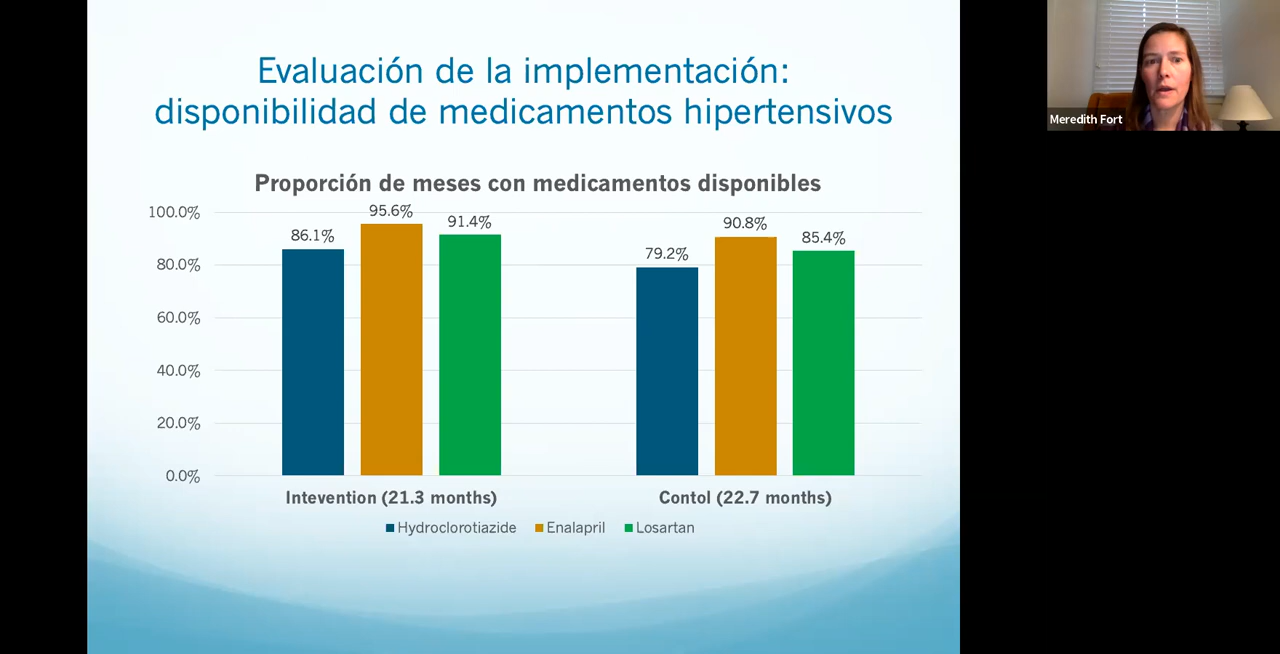 Evaluación de la implementación:
disponibilidad de medicamentos hipertensivos
Meredith Fort
Proporción de meses con medicamentos disponibles
100.0%
80.0%
60.0%
40.0%
20.0%
0.0%
86.1%
95.6%
91.4%
79.2%
90.8%
85.4%
Intevention (21.3 months)
Contol (22.7 months)
Hydroclorotiazide Enalapril Losartan